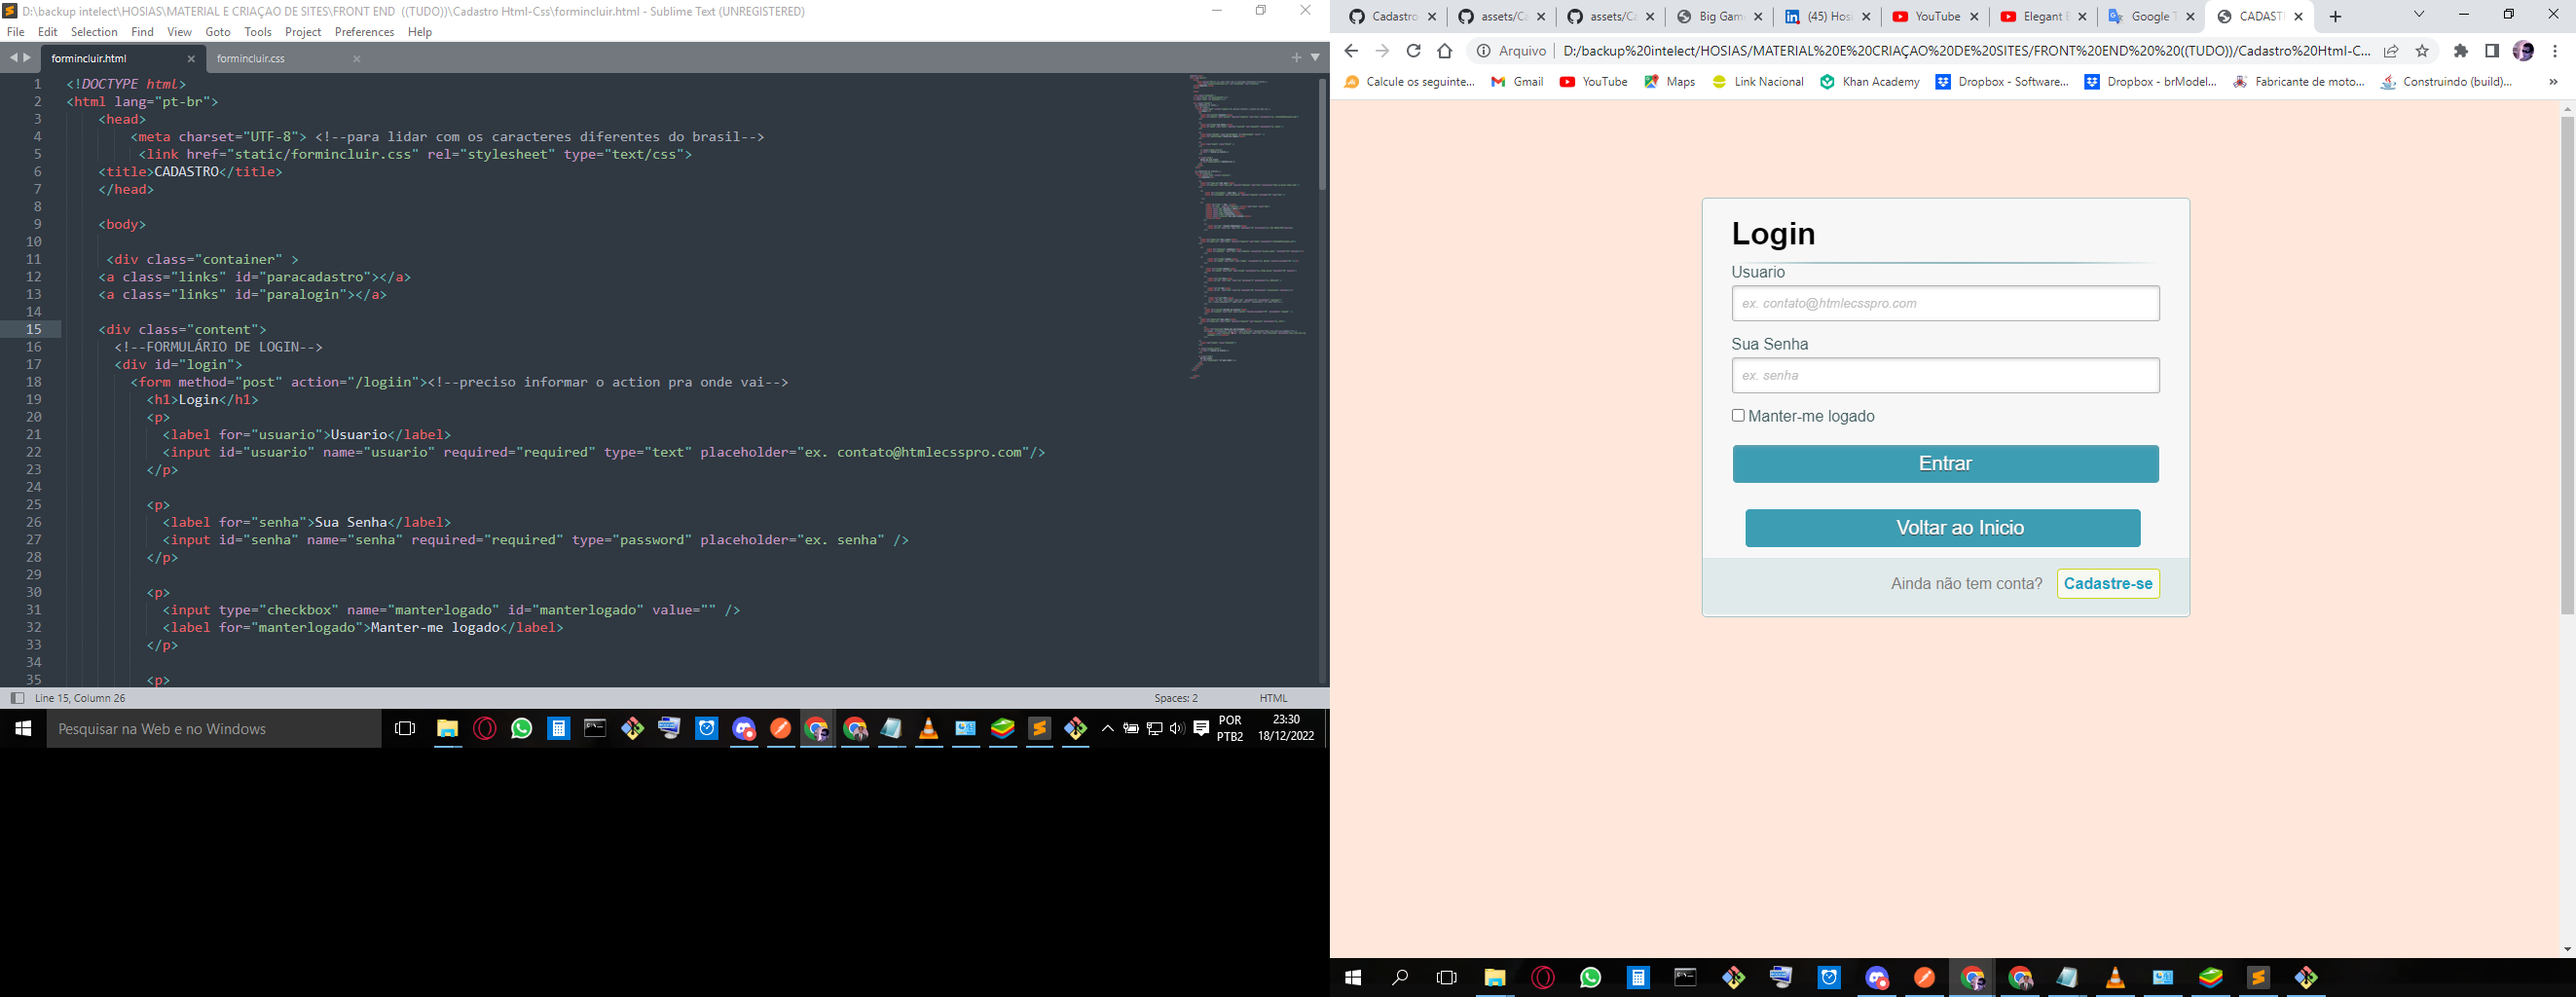 D:\backup intelect\HOSIAS\MATERIAL E CRIAÇAO DE SITES\FRONT END  ((TUDO))\Cadastro Html-Css\formincluir.html - Sublime Text (UNREGISTERED)
File Edit Selection Find View Goto Tools Project Preferences Help
formincluir.html formincluir.css
1 <!DOCTYPE html>
2 <html lang="pt-br">
3 <head>
4 <meta charset="UTF-8"> <!--para lidar com os caracteres diferentes do brasil-->
5 <link href="static/formincluir.css" rel="stylesheet" type="text/css">
6 <title>CADASTRO</title>
7 </head>
8
9 <body>
10
11 <div class="container" >
12 <a class="links" id="paracadastro"></a>
13 <a class="links" id="paralogin"></a>
14
15 <div class="content">
16 <!--FORMULÁRIO DE LOGIN-->
17 <div id="login">
18 <form method="post" action="/logiin"><!--preciso informar o action pra onde vai-->
19 <h1>Login</h1>
20 <p>
21 <label for="usuario">Usuario</label>
22 <input id="usuario" name="usuario" required="required" type="text" placeholder="ex. contato@htmlecsspro.com"/>
23 </p>
24
25 <p>
26 <label for="senha">Sua Senha</label>
27 <input id="senha" name="senha" required="required" type="password" placeholder="ex. senha" />
28 </p>
29
30 <p>
31 <input type="checkbox" name="manterlogado" id="manterlogado" value="" />
32 <label for="manterlogado">Manter-me logado</label>
33 </p>
34
35 <p>
Line 15, Column 26 Spaces: 2 HTML
Pesquisar na Web e no Windows
POR
PTB2
23:30
18/12/2022
Cadastro assets/Ca assets/Ca Big Gam (45) Hosi YouTube Elegant Google CADAST
Arquivo D:/backup%20intelect/HOSIAS/MATERIAL%20E%20CRIAÇAO%20DE%20SITES/FRONT%20END%20%20((TUDO))/Cadastro%20Html-C...
Calcule os seguinte... Gmail YouTube Maps Link Nacional Khan Academy Dropbox - Software... Dropbox - brModel... Fabricante de moto... Construindo (build)... »
Login
Usuario
ex. contato@htmlecsspro.com
Sua Senha
ex. senha
Manter-me logado
Entrar
Voltar ao Inicio
Ainda não tem conta? Cadastre-se